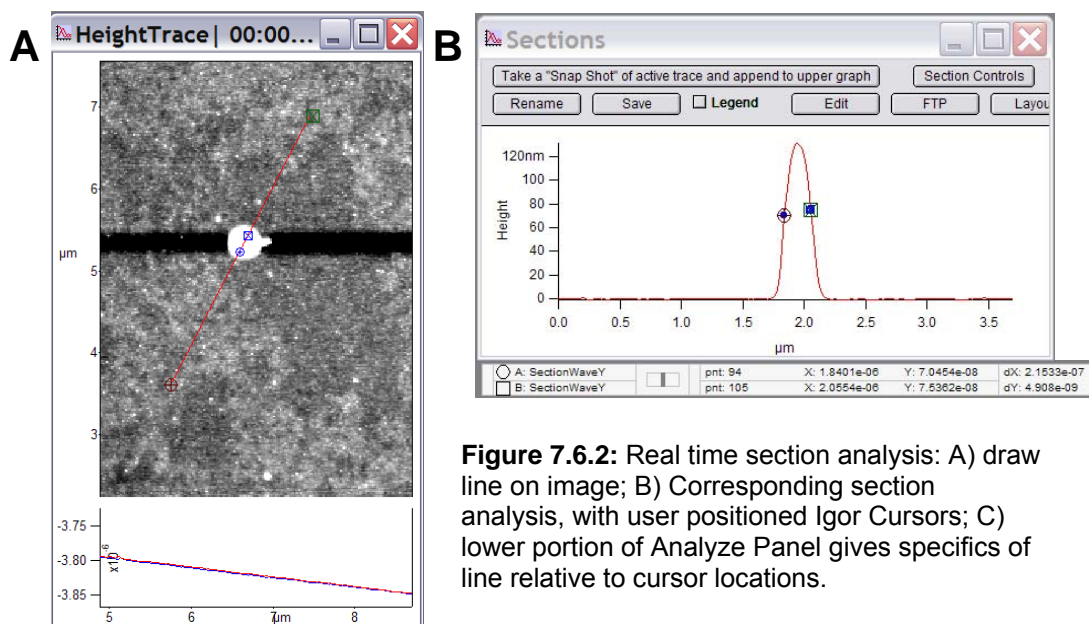 A
HeightTrace| 00:00...
7
6
µm
5
4
3
-3.75
-3.80
-3.85
x10-6
5 6 7 8
µm
B
Sections
Take a "Snap Shot" of active trace and append to upper graph Section Controls
Rename Save Legend Edit FTP Layou
120nm
100
80
60
40
20
0
Height
0.0 0.5 1.0 1.5 2.0 2.5 3.0 3.5
µm
A: SectionWaveY pnt: 94 X: 1.8401e-06 Y: 7.0454e-08 dX: 2.1533e-07
B: SectionWaveY pnt: 105 X: 2.0554e-06 Y: 7.5362e-08 dY: 4.908e-09
Figure 7.6.2: Real time section analysis: A) draw
line on image; B) Corresponding section
analysis, with user positioned Igor Cursors; C)
lower portion of Analyze Panel gives specifics of
line relative to cursor locations.